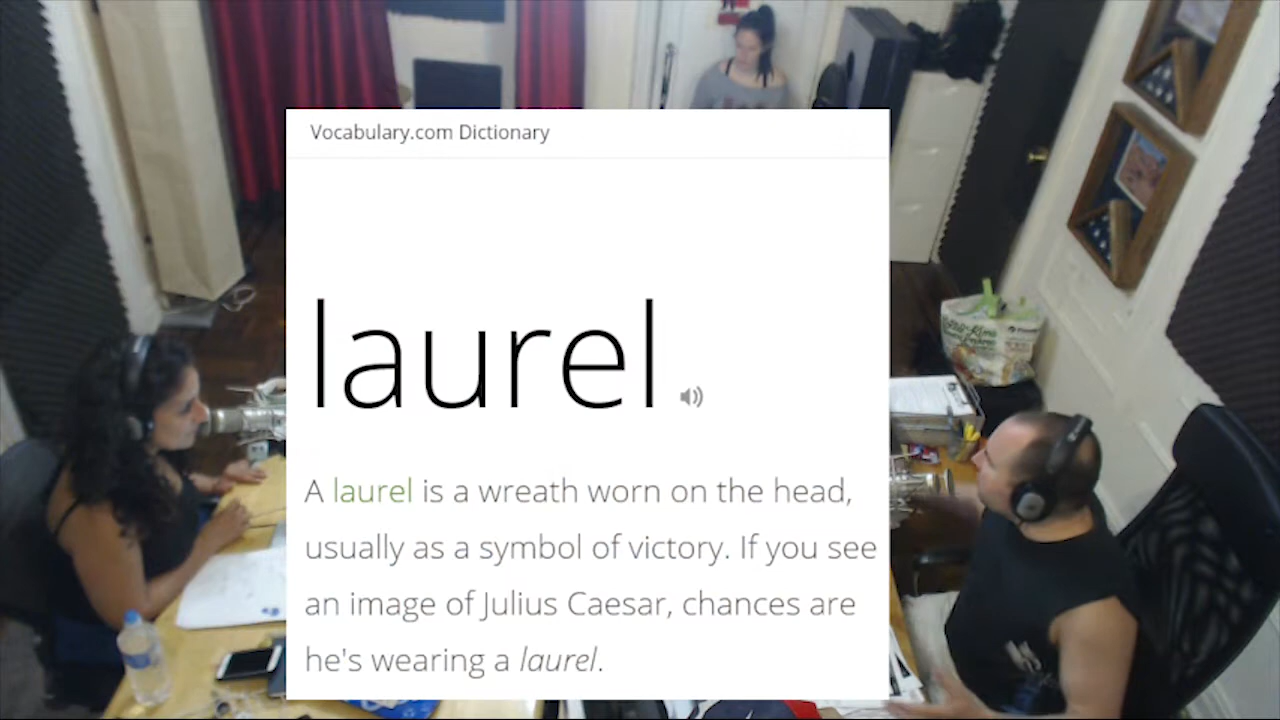 Vocabulary.com Dictionary
laurel
A laurel is a wreath worn on the head,
usually as a symbol of victory. If you see
an image of Julius Caesar, chances are
he's wearing a laurel.